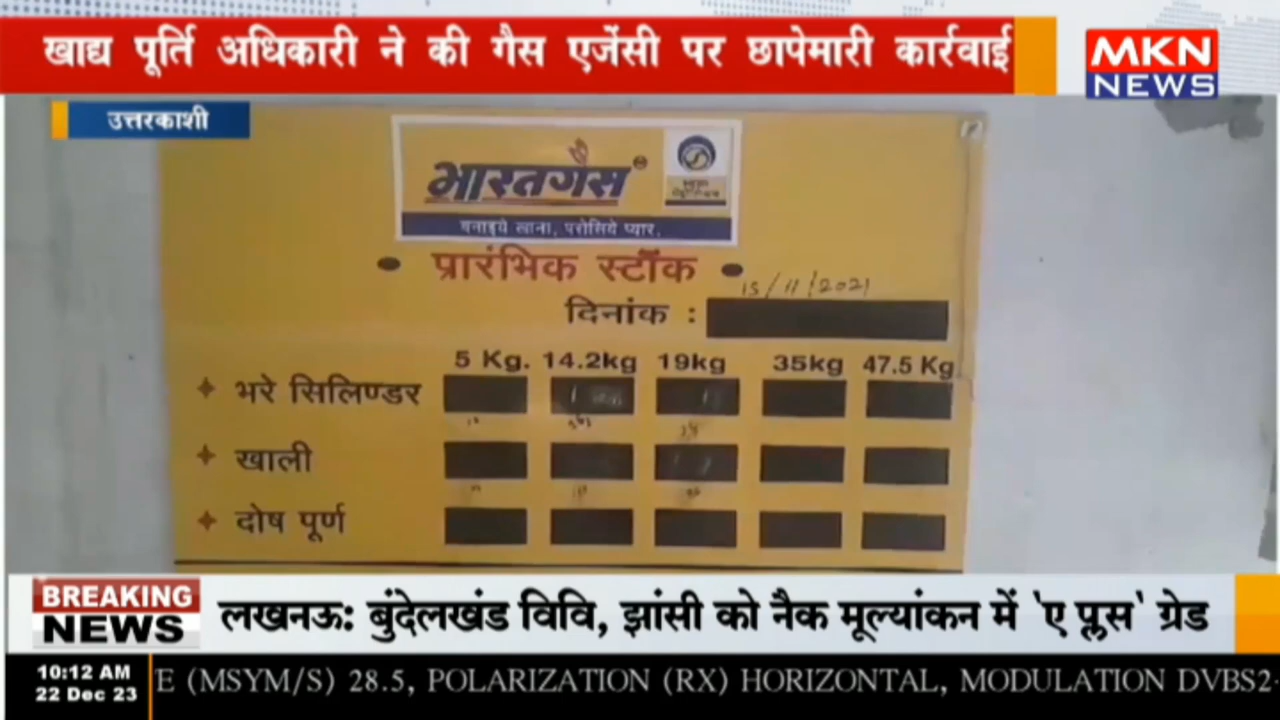 खाद्य पूर्ति अधिकारी ने की गैस एजेंसी पर छापेमारी कार्रवाई
MKN
NEWS
उत्तरकाशी
भारतगैस
बनाइये खाना, परोसिये प्यार.
• प्रारंभिक स्टॉक •
15/11/2021
दिनांक :
5 Kg. 14.2kg 19kg 35kg 47.5 Kg
भरे सिलिण्डर
खाली
दोष पूर्ण
BREAKING
NEWS
लखनऊ: बुंदेलखंड विवि, झांसी को नैक मूल्यांकन में 'ए प्लस' ग्रेड
10:12 AM
22 Dec 23
E (MSYM/S) 28.5, POLARIZATION (RX) HORIZONTAL, MODULATION DVBS2-